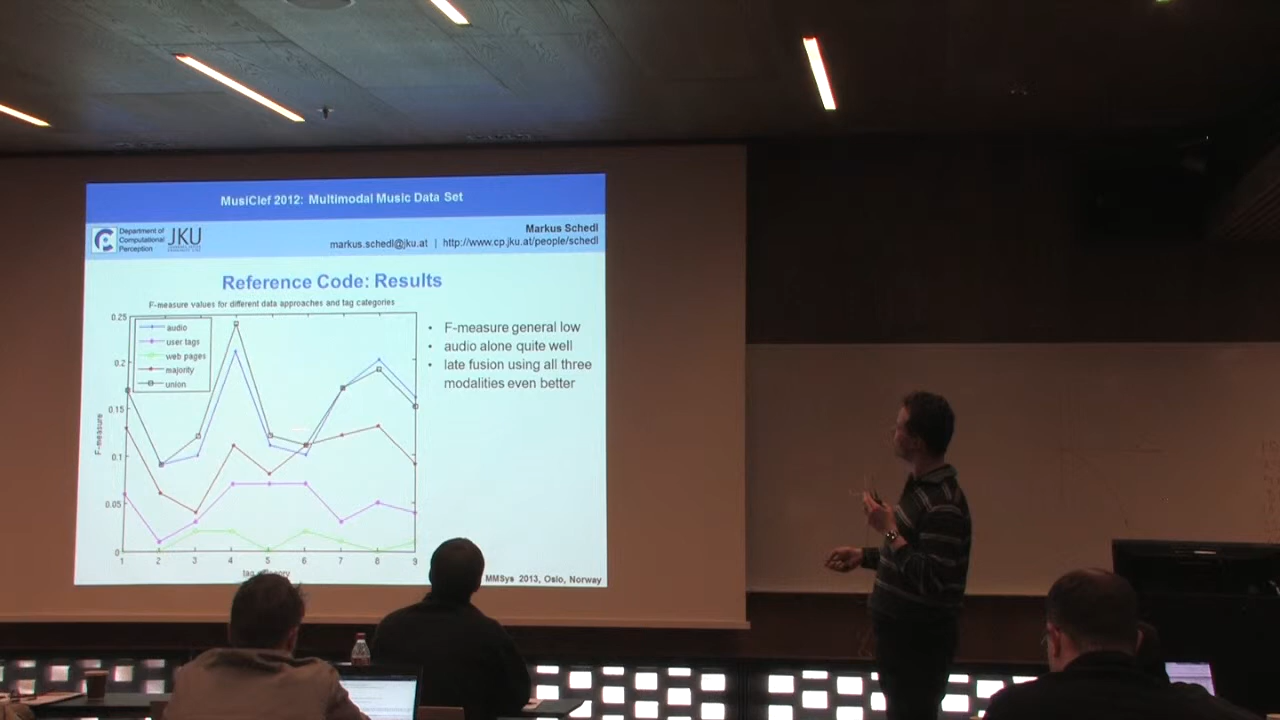 MusiClef 2012: Multimodal Music Data Set
Department of
Computational
Perception
JKU
Markus Schedl
markus.schedl@jku.at | http://www.cp.jku.at/people/schedl
Reference Code: Results
F-measure values for different data approaches and tag categories
0.25
0.2
0.15
0.1
0.05
0
F-measure
audio
user tags
web pages
majority
union
1 2 3 4 5 6 7 8 9
• F-measure general low
• audio alone quite well
• late fusion using all three
modalities even better
MMSys 2013, Oslo, Norway